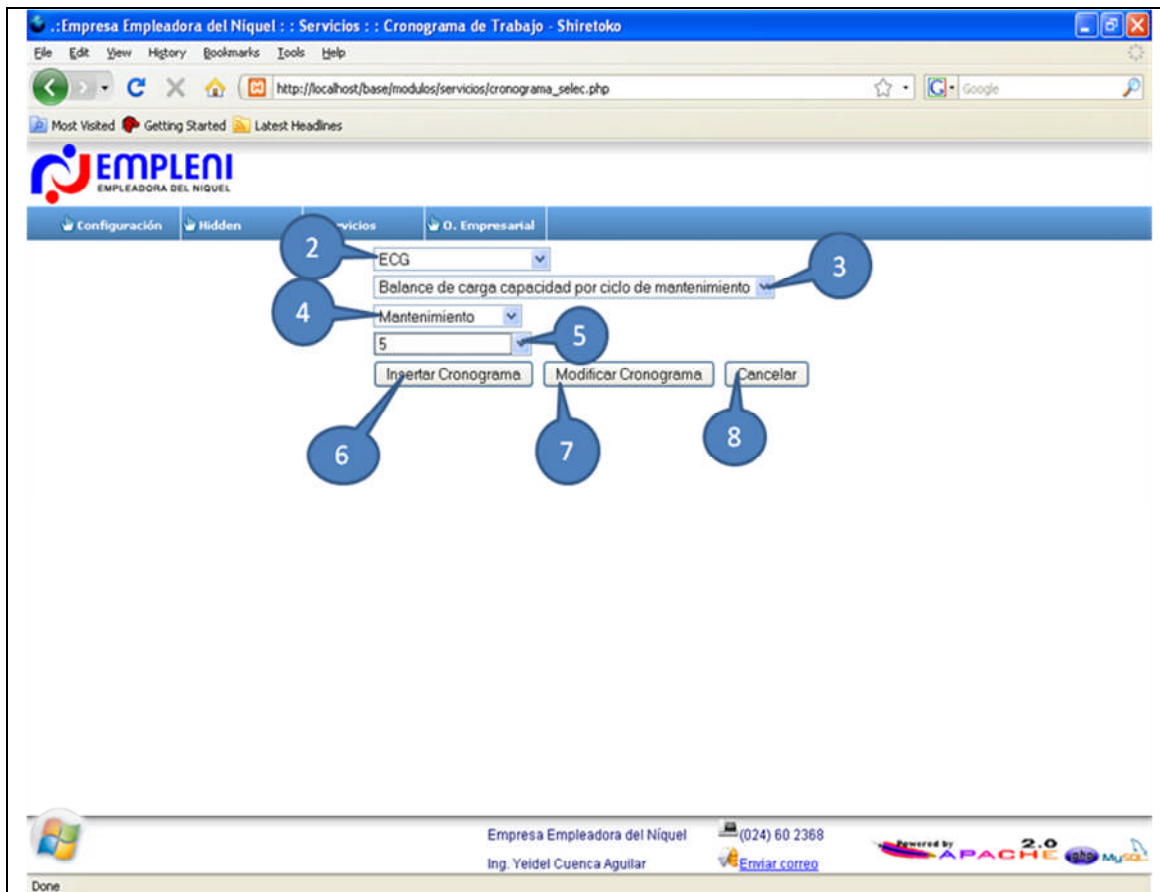 .:Empresa Empleadora del Níquel : : Servicios : : Cronograma de Trabajo - Shiretoko
File Edit View History Bookmarks Tools Help
http://localhost/base/modulos/servicios/cronograma_selec.php
Google
Most Visited Getting Started Latest Headlines
EMPLENI
EMPLEADORA DEL NIQUEL
Configuración Hidden vicios O. Empresarial
2
ECG
3
Balance de carga capacidad por ciclo de mantenimiento
4
Mantenimiento
5
5
Insertar Cronograma Modificar Cronograma Cancelar
6
7
8
Empresa Empleadora del Níquel (024) 60 2368
Ing. Yeidel Cuenca Aguilar Enviar correo
Powered by APACHE 2.0 php MySQL
Done